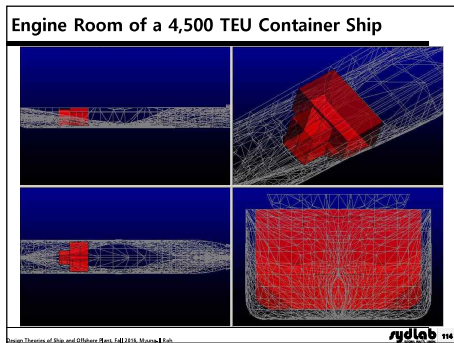 Engine Room of a 4,500 TEU Container Ship
Design Theories of Ship and Offshore Plant, Fall 2016, Myung-Il Roh
sydlab 114